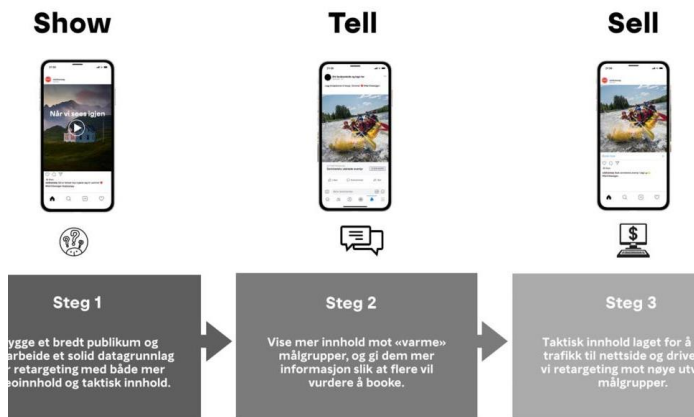 Show
Tell
Sell
Når vi sees igjen
$
Steg 1
ygge et bredt publikum og
arbeide et solid datagrunnlag
r retargeting med både mer
eoinnhold og taktisk innhold.
Steg 2
Vise mer innhold mot «varme»
målgrupper, og gi dem mer
informasjon slik at flere vil
vurdere å booke.
Steg 3
Taktisk innhold laget for å
trafikk til nettside og drive
vi retargeting mot nøye utv
målgrupper.